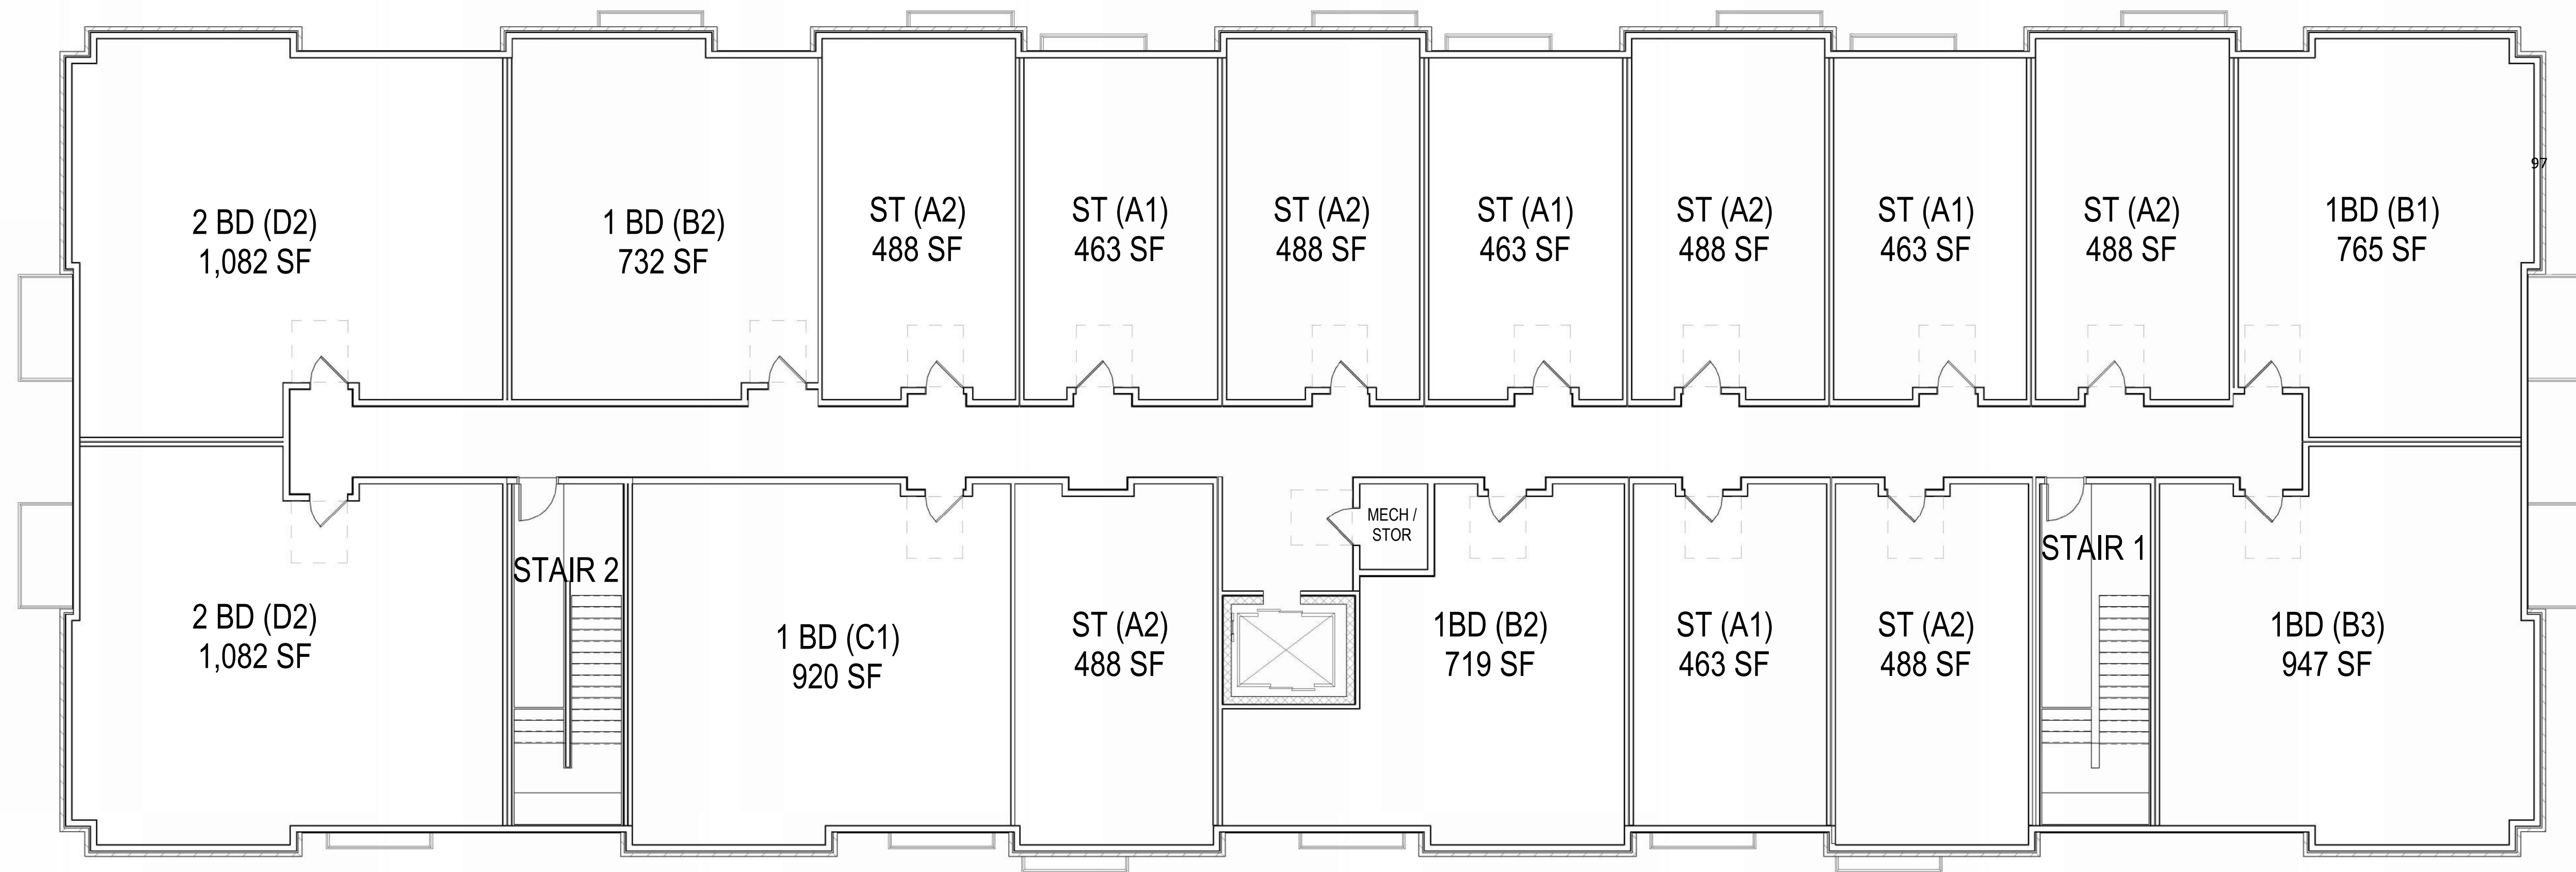 97
2 BD (D2)
1,082 SF
1 BD (B2)
732 SF
ST (A2)
488 SF
ST (A1)
463 SF
ST (A2)
488 SF
ST (A1)
463 SF
ST (A2)
488 SF
ST (A1)
463 SF
ST (A2)
488 SF
1BD (B1)
765 SF
2 BD (D2)
1,082 SF
STAIR 2
1 BD (C1)
920 SF
ST (A2)
488 SF
MECH /
STOR
1BD (B2)
719 SF
ST (A1)
463 SF
ST (A2)
488 SF
STAIR 1
1BD (B3)
947 SF